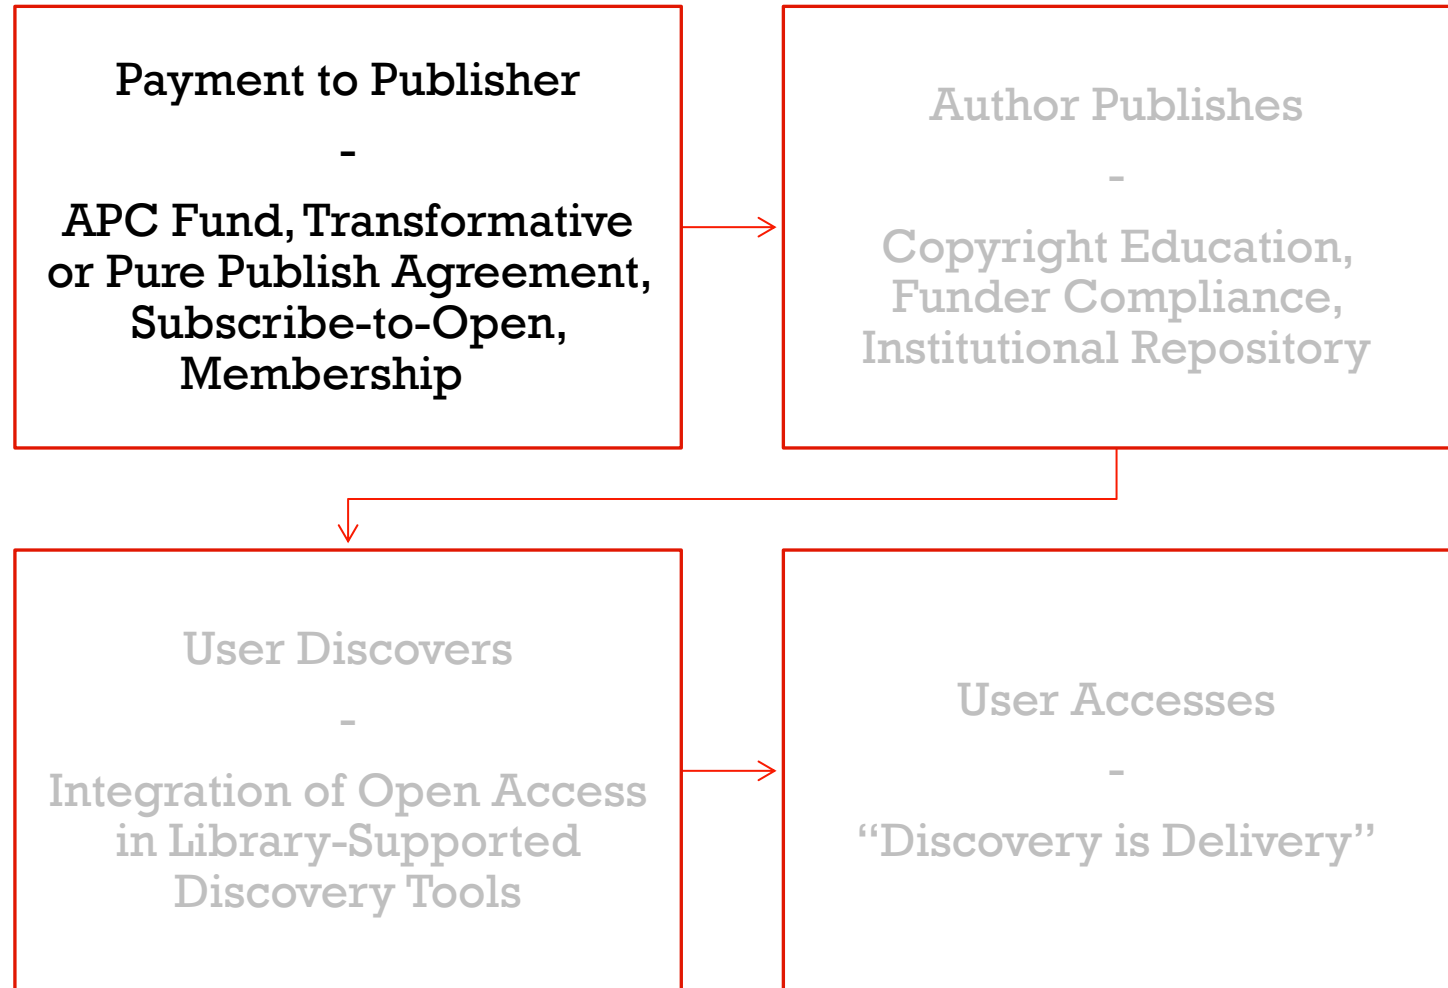 Payment to Publisher
-
APC Fund, Transformative
or Pure Publish Agreement,
Subscribe-to-Open,
Membership
Author Publishes
-
Copyright Education,
Funder Compliance,
Institutional Repository
User Discovers
-
Integration of Open Access
in Library-Supported
Discovery Tools
User Accesses
-
“Discovery is Delivery”